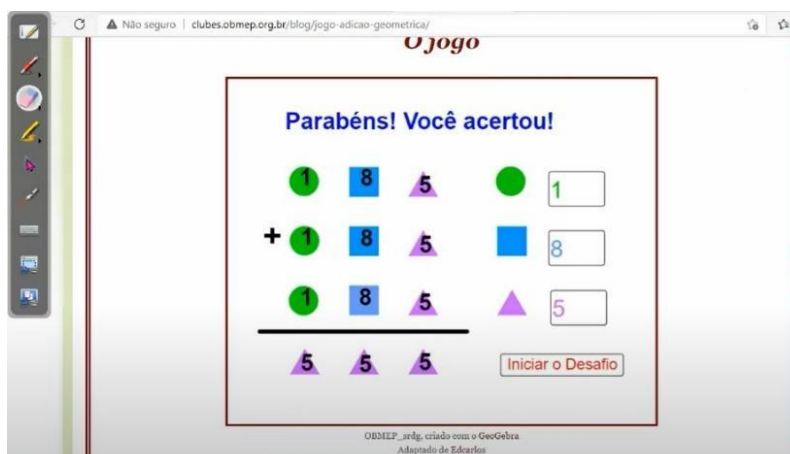 Não seguro | clubes.obmep.org.br/blog/jogo-adicao-geometrica/
O jogo
Parabéns! Você acertou!
1 8 5 1
+ 1 8 5 8
1 8 5 5
5 5 5 Iniciar o Desafio
OBMEP_srdg, criado com o GeoGebra
Adaptado de Edcarlos